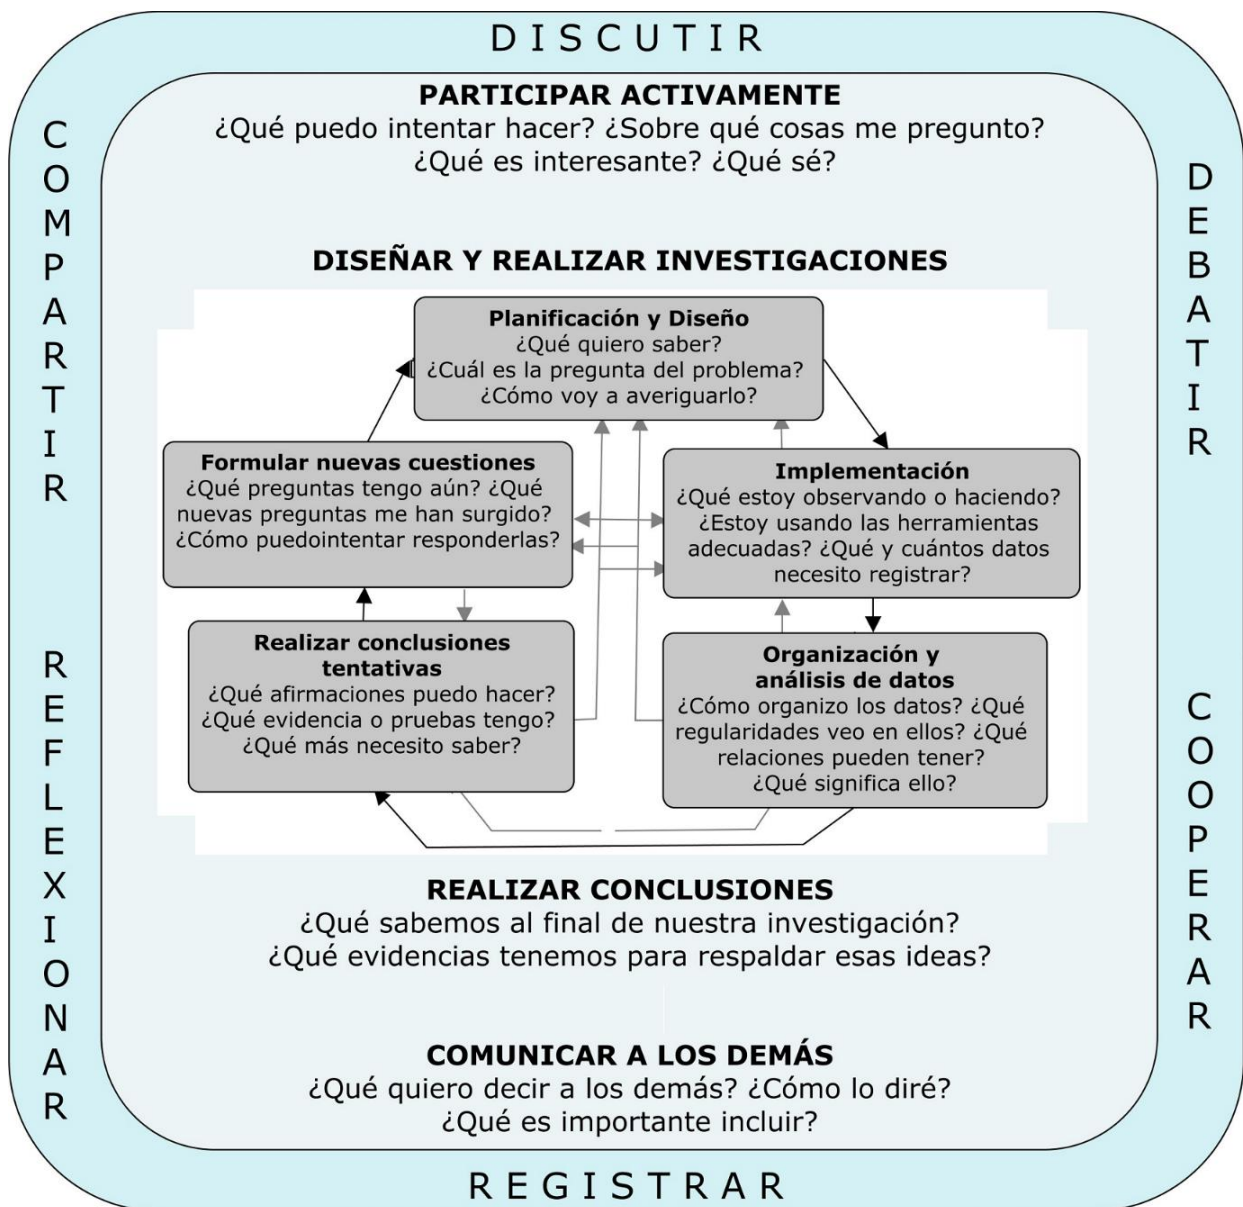 DISCUTIR
COMPARTIR
REFLEXIONAR
PARTICIPAR ACTIVAMENTE
¿Qué puedo intentar hacer? ¿Sobre qué cosas me pregunto?
¿Qué es interesante? ¿Qué sé?
DISEÑAR Y REALIZAR INVESTIGACIONES
Planificación y Diseño
¿Qué quiero saber?
¿Cuál es la pregunta del problema?
¿Cómo voy a averiguarlo?
Formular nuevas cuestiones
¿Qué preguntas tengo aún? ¿Qué
nuevas preguntas me han surgido?
¿Cómo puedointentar responderlas?
Implementación
¿Qué estoy observando o haciendo?
¿Estoy usando las herramientas
adecuadas? ¿Qué y cuántos datos
necesito registrar?
Realizar conclusiones
tentativas
¿Qué afirmaciones puedo hacer?
¿Qué evidencia o pruebas tengo?
¿Qué más necesito saber?
Organización y
análisis de datos
¿Cómo organizo los datos? ¿Qué
regularidades veo en ellos? ¿Qué
relaciones pueden tener?
¿Qué significa ello?
REALIZAR CONCLUSIONES
¿Qué sabemos al final de nuestra investigación?
¿Qué evidencias tenemos para respaldar esas ideas?
COMUNICAR A LOS DEMÁS
¿Qué quiero decir a los demás? ¿Cómo lo diré?
¿Qué es importante incluir?
DEBATIR
COOPERAR
REGISTRAR